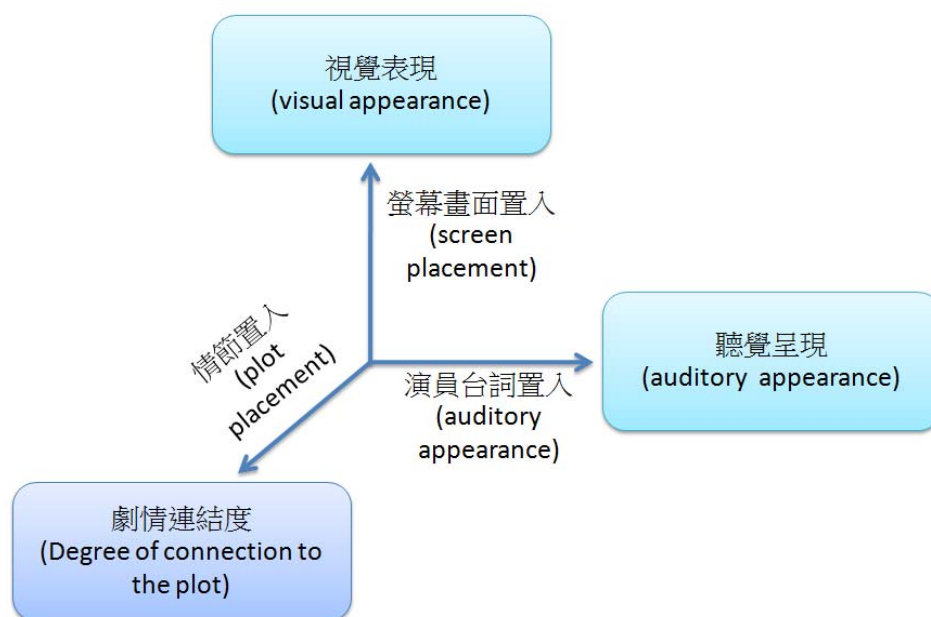 視覺表現
(visual appearance)
螢幕畫面置入
(screen
placement)
情節置入
(plot
placement)
聽覺呈現
(auditory appearance)
演員台詞置入
(auditory
appearance)
劇情連結度
(Degree of connection to
the plot)